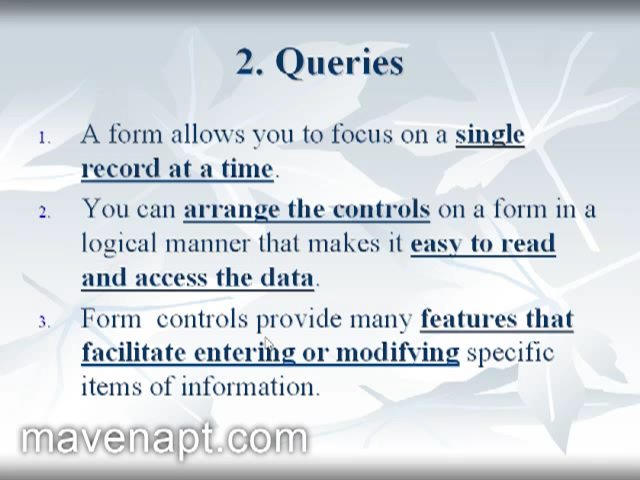 2. Queries
1. A form allows you to focus on a single
record at a time.
2. You can arrange the controls on a form in a
logical manner that makes it easy to read
and access the data.
3. Form controls provide many features that
facilitate entering or modifying specific
items of information.
mavenapt.com